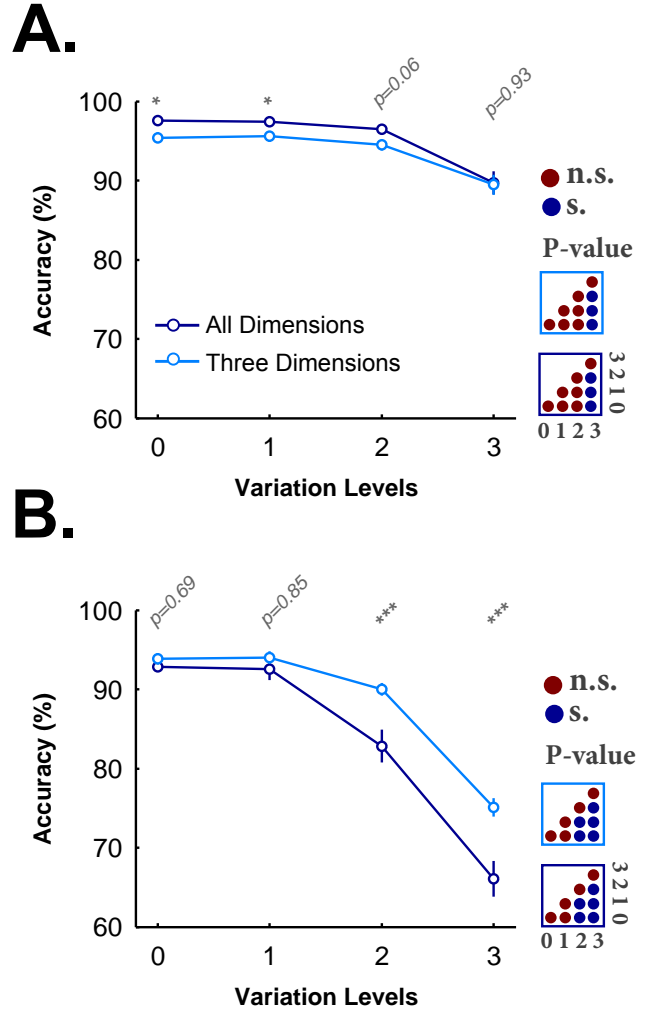 A.
* * p=0.06 p=0.93
100
90
80
70
60
Accuracy (%)
All Dimensions
Three Dimensions
0 1 2 3
Variation Levels
n.s.
s.
P-value
3 2 1 0
0 1 2 3
B.
p=0.69 p=0.85 *** ***
100
90
80
70
60
Accuracy (%)
0 1 2 3
Variation Levels
n.s.
s.
P-value
3 2 1 0
0 1 2 3